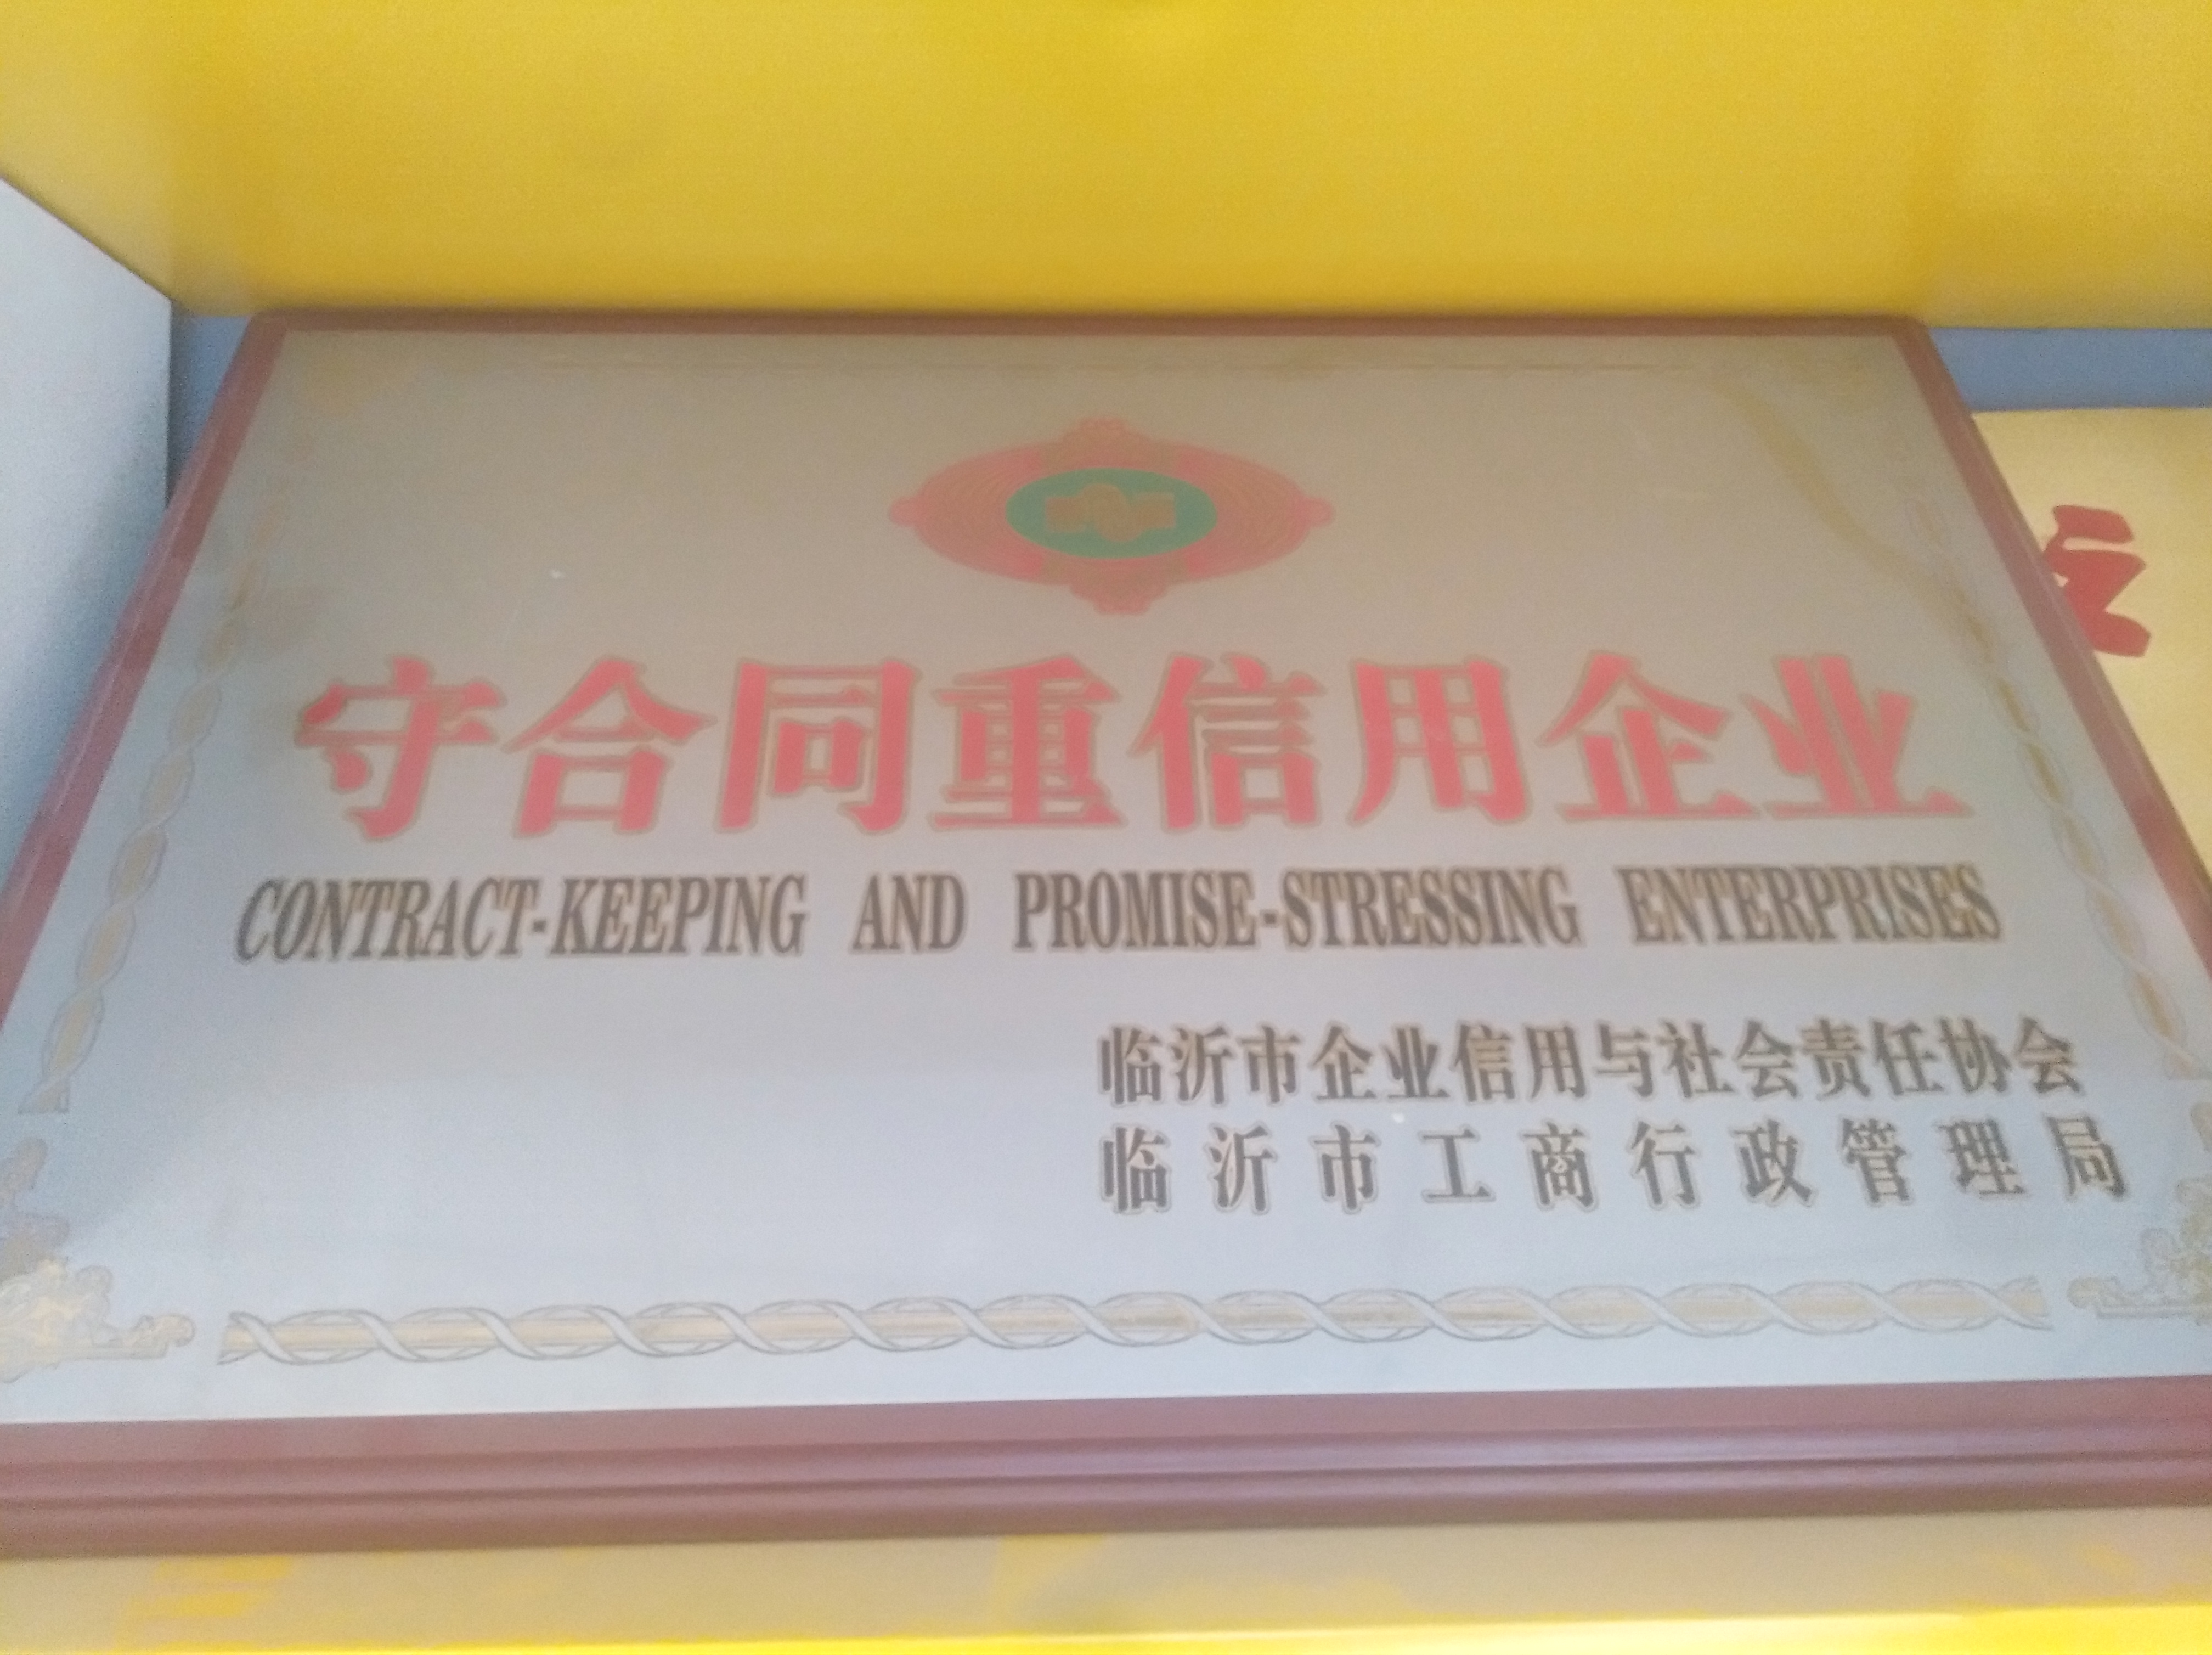 守合同重信用企业
CONTRACT-KEEPING AND PROMISE-STRESSING ENTERPRISES
临沂市企业信用与社会责任协会
临沂市工商行政管理局